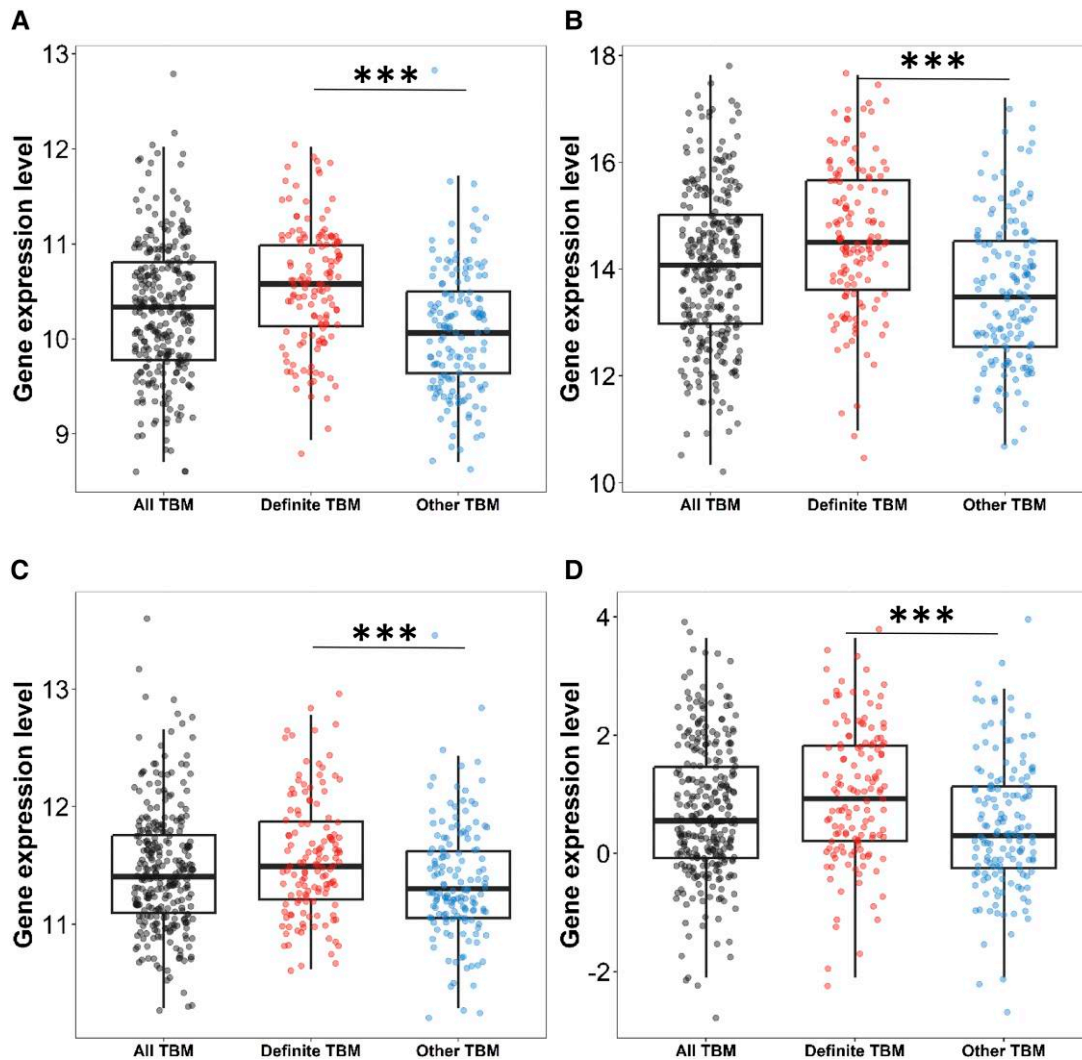 A
Gene expression level
13
12
11
10
9
***
All TBM
Definite TBM
Other TBM
B
Gene expression level
18
16
14
12
10
***
All TBM
Definite TBM
Other TBM
C
Gene expression level
13
12
11
***
All TBM
Definite TBM
Other TBM
D
Gene expression level
4
2
0
-2
***
All TBM
Definite TBM
Other TBM